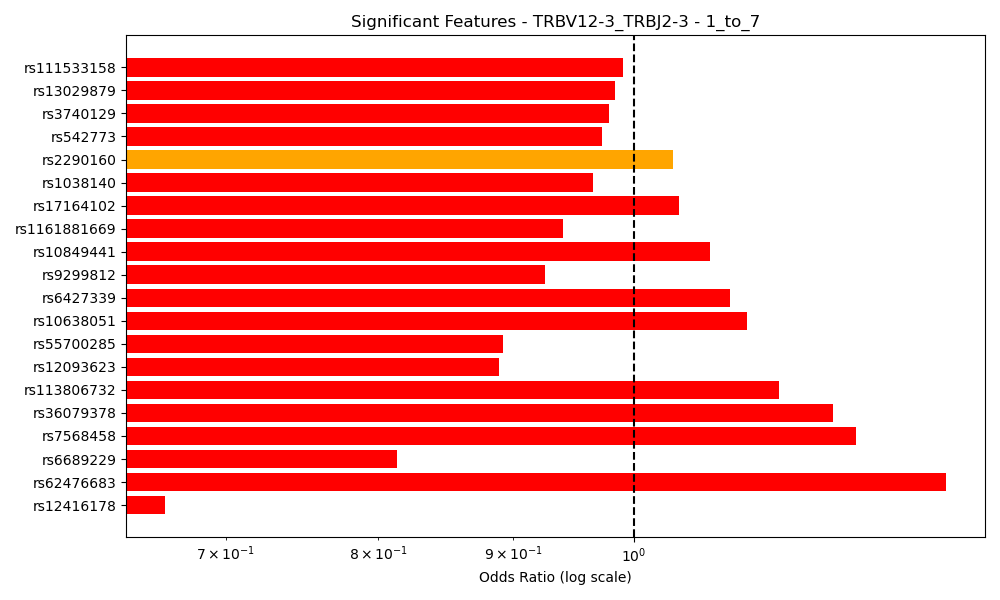 Significant Features - TRBV12-3_TRBJ2-3 - 1_to_7
rs111533158
rs13029879
rs3740129
rs542773
rs2290160
rs1038140
rs17164102
rs1161881669
rs10849441
rs9299812
rs6427339
rs10638051
rs55700285
rs12093623
rs113806732
rs36079378
rs7568458
rs6689229
rs62476683
rs12416178
7 × 10⁻¹ 8 × 10⁻¹ 9 × 10⁻¹ 10⁰
Odds Ratio (log scale)